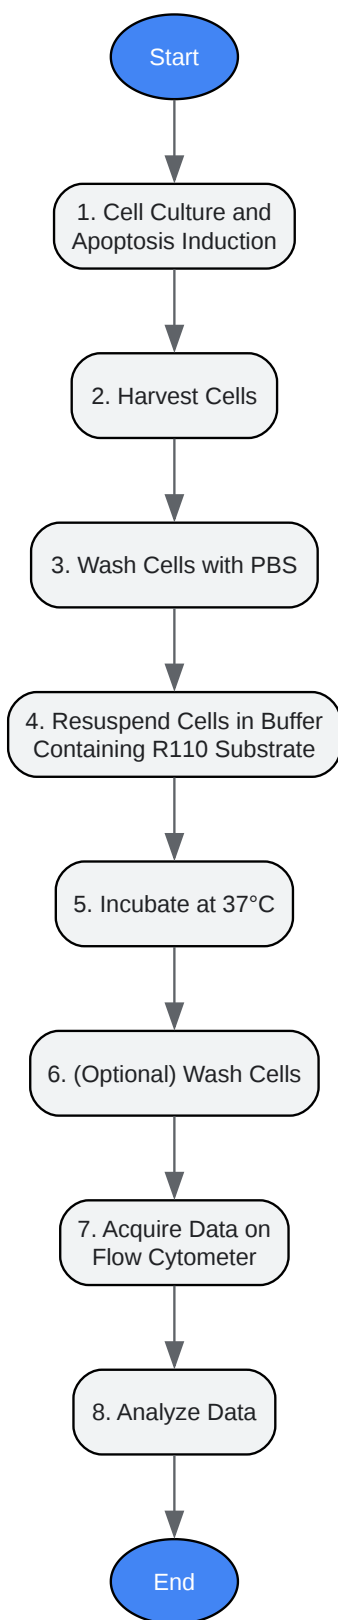 Start
1. Cell Culture and
Apoptosis Induction
2. Harvest Cells
3. Wash Cells with PBS
4. Resuspend Cells in Buffer
Containing R110 Substrate
5. Incubate at 37°C
6. (Optional) Wash Cells
7. Acquire Data on
Flow Cytometer
8. Analyze Data
End